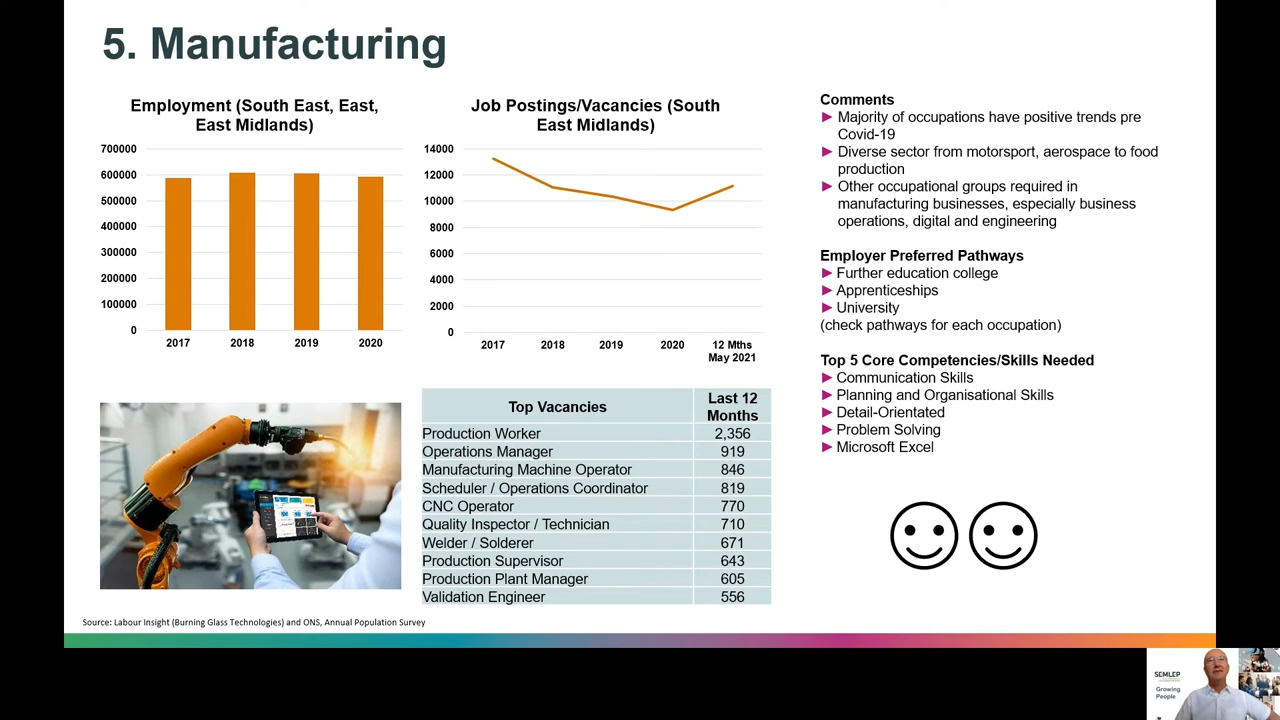 5. Manufacturing
Employment (South East, East,
East Midlands)
700000
600000
500000
400000
300000
200000
100000
0
2017
2018
2019
2020
Job Postings/Vacancies (South
East Midlands)
14000
12000
10000
8000
6000
4000
2000
0
2017
2018
2019
2020
12 Mths
May 2021
Top Vacancies
Last 12
Months
Production Worker 2,356
Operations Manager 919
Manufacturing Machine Operator 846
Scheduler / Operations Coordinator 819
CNC Operator 770
Quality Inspector / Technician 710
Welder / Solderer 671
Production Supervisor 643
Production Plant Manager 605
Validation Engineer 556
Comments
Majority of occupations have positive trends pre
Covid-19
Diverse sector from motorsport, aerospace to food
production
Other occupational groups required in
manufacturing businesses, especially business
operations, digital and engineering
Employer Preferred Pathways
Further education college
Apprenticeships
University
(check pathways for each occupation)
Top 5 Core Competencies/Skills Needed
Communication Skills
Planning and Organisational Skills
Detail-Orientated
Problem Solving
Microsoft Excel
Source: Labour Insight (Burning Glass Technologies) and ONS, Annual Population Survey
SEMLEP
Growing
People